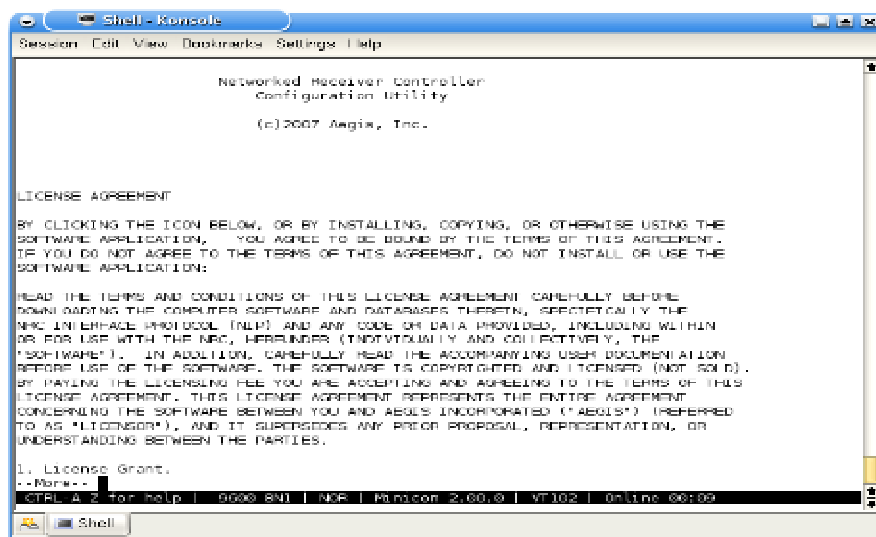 Shell - Konsole
Session Edit View Bookmarks Settings Help
Networked Receiver Controller
Configuration Utility
(c)2007 Aegis, Inc.
LICENSE AGREEMENT
BY CLICKING THE ICON BELOW, OR BY INSTALLING, COPYING, OR OTHERWISE USING THE
SOFTWARE APPLICATION, YOU AGREE TO BE BOUND BY THE TERMS OF THIS AGREEMENT.
IF YOU DO NOT AGREE TO THE TERMS OF THIS AGREEMENT, DO NOT INSTALL OR USE THE
SOFTWARE APPLICATION:
READ THE TERMS AND CONDITIONS OF THIS LICENSE AGREEMENT CAREFULLY BEFORE
DOWNLOADING THE COMPUTER SOFTWARE AND DATABASES THEREIN, SPECIFICALLY THE
NRC INTERFACE PROTOCOL (NIP) AND ANY CODE OR DATA PROVIDED, INCLUDING WITHIN
OR FOR USE WITH THE NRC, HEREUNDER (INDIVIDUALLY AND COLLECTIVELY, THE
"SOFTWARE"). IN ADDITION, CAREFULLY READ THE ACCOMPANYING USER DOCUMENTATION
BEFORE USE OF THE SOFTWARE. THE SOFTWARE IS COPYRIGHTED AND LICENSED (NOT SOLD).
BY PAYING THE LICENSING FEE YOU ARE ACCEPTING AND AGREEING TO THE TERMS OF THIS
LICENSE AGREEMENT. THIS LICENSE AGREEMENT REPRESENTS THE ENTIRE AGREEMENT
CONCERNING THE SOFTWARE BETWEEN YOU AND AEGIS INCORPORATED ("AEGIS") (REFERRED
TO AS "LICENSOR"), AND IT SUPERSEDES ANY PRIOR PROPOSAL, REPRESENTATION, OR
UNDERSTANDING BETWEEN THE PARTIES.
1. License Grant.
--More--
CTRL-A Z for help | 9600 8N1 | NOR | Minicom 2.00.0 | VT102 | Online 00:09
Shell